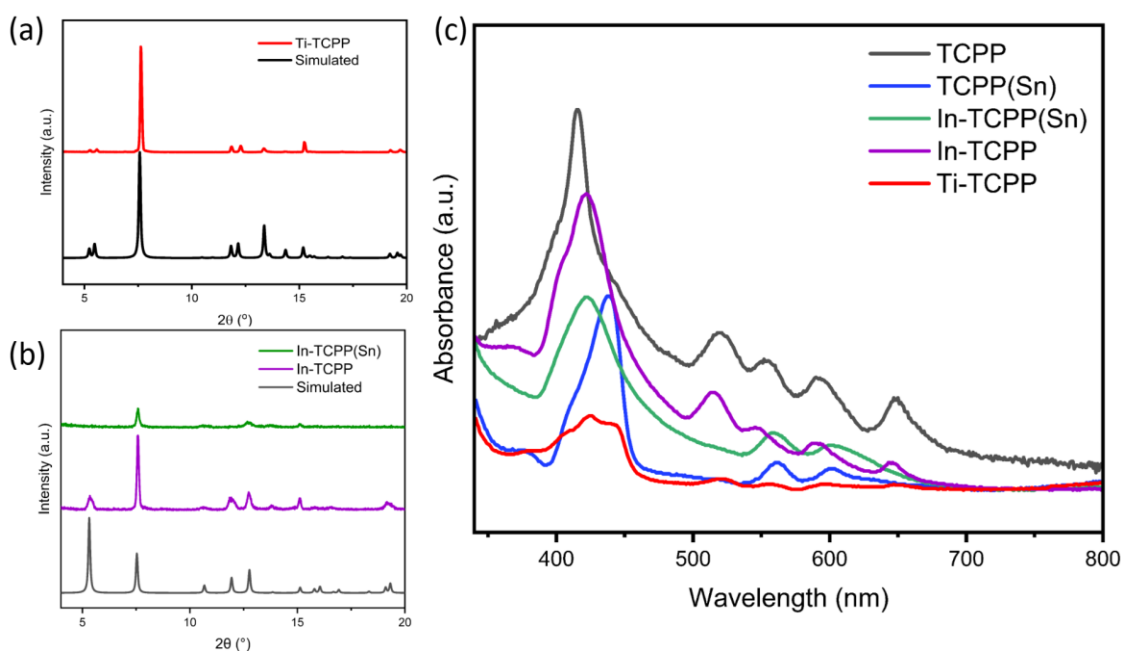 (a)
Ti-TCPP
Simulated
Intensity (a.u.)
5
10
15
20
2θ (°)
(b)
In-TCPP(Sn)
In-TCPP
Simulated
Intensity (a.u.)
5
10
15
20
2θ (°)
(c)
TCPP
TCPP(Sn)
In-TCPP(Sn)
In-TCPP
Ti-TCPP
Absorbance (a.u.)
400
500
600
700
800
Wavelength (nm)